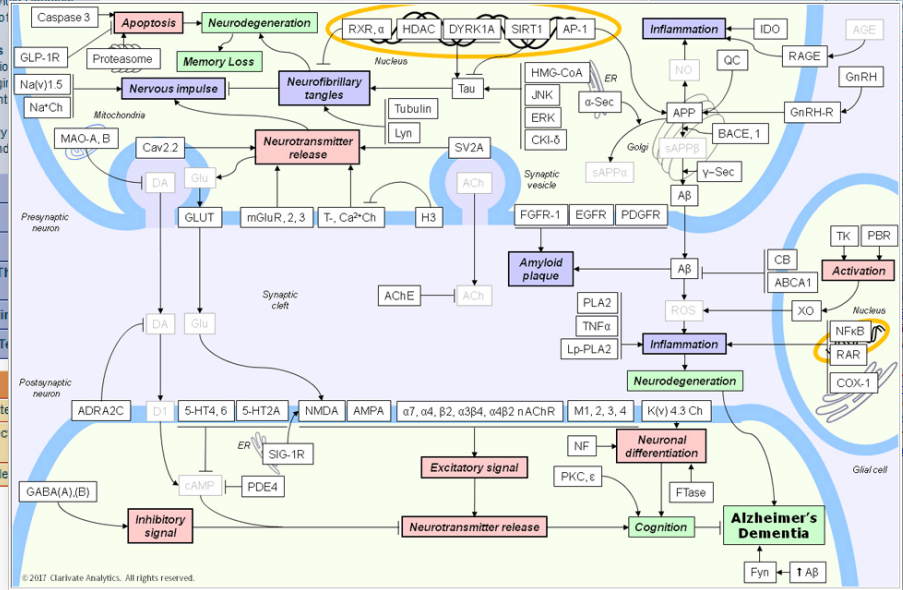 Caspase 3
Apoptosis
Neurodegeneration
RXR, α
HDAC
DYRK1A
SIRT1
AP-1
Inflammation
IDO
AGE
RAGE
GLP-1R
Proteasome
Memory Loss
Nucleus
NO
QC
GnRH
Na(v)1.5
Nervous impulse
Neurofibrillary
tangles
Tau
HMG-CoA
ER
JNK
α-Sec
Na⁺Ch
Mitochondria
Tubulin
Lyn
ERK
CKI-δ
APP
GnRH-R
MAO-A, B
Neurotransmitter
release
BACE, 1
Cav2.2
SV2A
Golgi
sAPPβ
DA
Glu
ACh
Synaptic
vesicle
sAPPα
γ-Sec
Aβ
Presynaptic
neuron
GLUT
mGluR, 2, 3
T-, Ca²⁺Ch
H3
FGFR-1
EGFR
PDGFR
TK
PBR
Amyloid
plaque
Aβ
CB
ABCA1
Activation
Synaptic
cleft
AChE
ACh
PLA2
TNFα
Lp-PLA2
ROS
XO
Nucleus
DA
Glu
NFκB
RAR
COX-1
Inflammation
Neurodegeneration
Postsynaptic
neuron
ADRA2C
D1
5-HT4, 6
5-HT2A
NMDA
AMPA
α7, α4, β2, α3β4, α4β2 nAChR
M1, 2, 3, 4
K(v) 4.3 Ch
ER
SIG-1R
NF
Neuronal
differentiation
Glial cell
cAMP
PDE4
Excitatory signal
PKC, ε
FTase
GABA(A),(B)
Inhibitory
signal
Neurotransmitter release
Cognition
Alzheimer's
Dementia
Fyn
↑ Aβ
© 2017 Clarivate Analytics. All rights reserved.